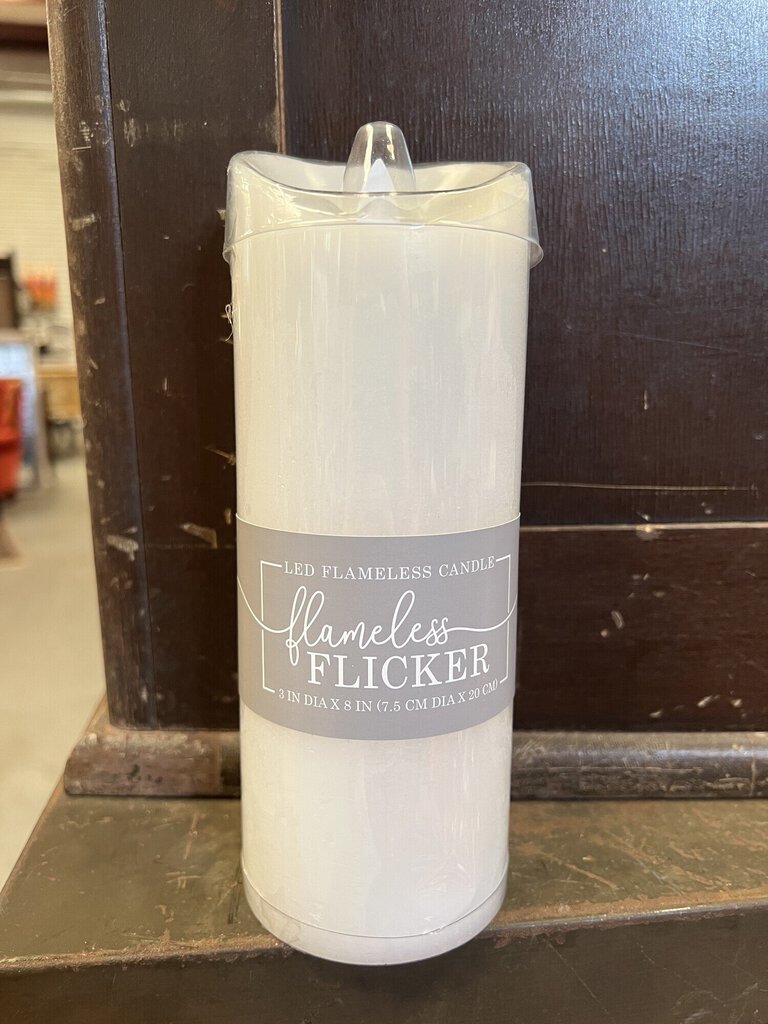 LED FLAMELESS CANDLE
flameless
FLICKER
3 IN DIA X 8 IN (7.5 CM DIA X 20 CM)